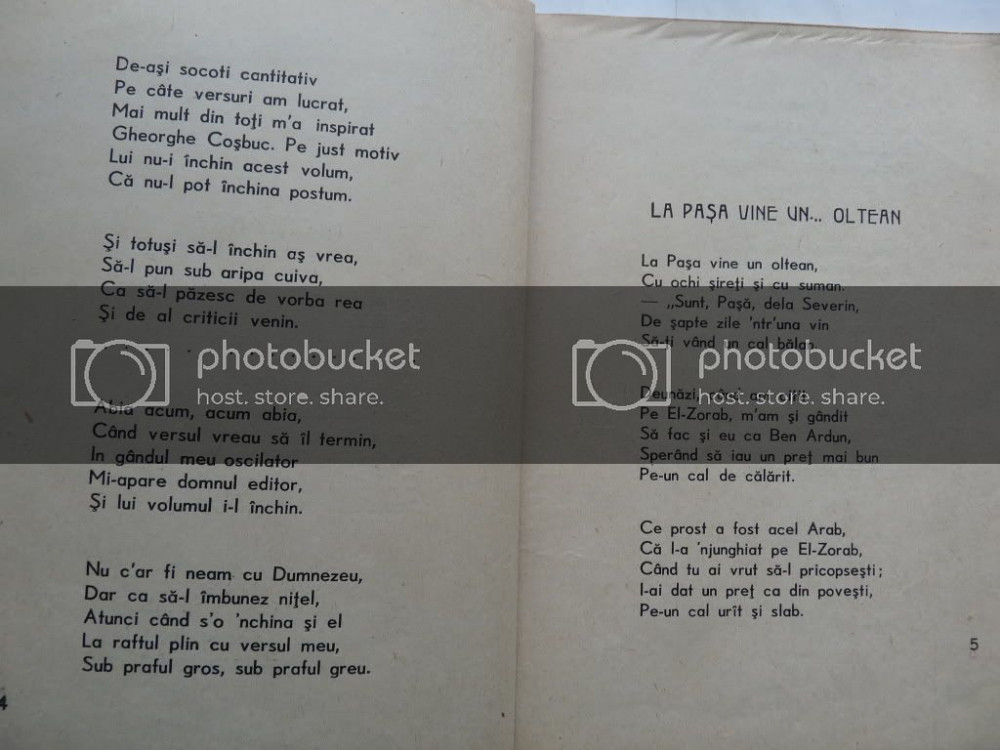 De-aşi socoti cantitativ
Pe câte versuri am lucrat,
Mai mult din toţi m'a inspirat
Gheorghe Coşbuc. Pe just motiv
Lui nu-i închin acest volum,
Că nu-l pot închina postum.
Şi totuşi să-l închin aş vrea,
Să-l pun sub aripa cuiva,
Ca să-l păzesc de vorba rea
Şi de al criticii venin.
Abia acum, acum abia,
Când versul vreau să îl termin,
In gândul meu oscilator
Mi-apare domnul editor,
Şi lui volumul i-l închin.
Nu c'ar fi neam cu Dumnezeu,
Dar ca să-l îmbunez niţel,
Atunci când s'o 'nchina şi el
La raftul plin cu versul meu,
Sub praful gros, sub praful greu.
4
LA PAŞA VINE UN... OLTEAN
La Paşa vine un oltean,
Cu ochi şireţi şi cu suman.
— „Sunt, Paşă, dela Severin,
De şapte zile 'ntr'una vin
Să-ţi vând un cal bălan.
Deunăzi,
Pe El-Zorab, m'am şi gândit
Să fac şi eu ca Ben Ardun,
Sperând să iau un preţ mai bun
Pe-un cal de călărit.
Ce prost a fost acel Arab,
Că l-a 'njunghiat pe El-Zorab,
Când tu ai vrut să-l pricopseşti;
I-ai dat un preţ ca din poveşti,
Pe-un cal urît şi slab.
5
photobucket
host. store. share.
photobucket
host. store. share.